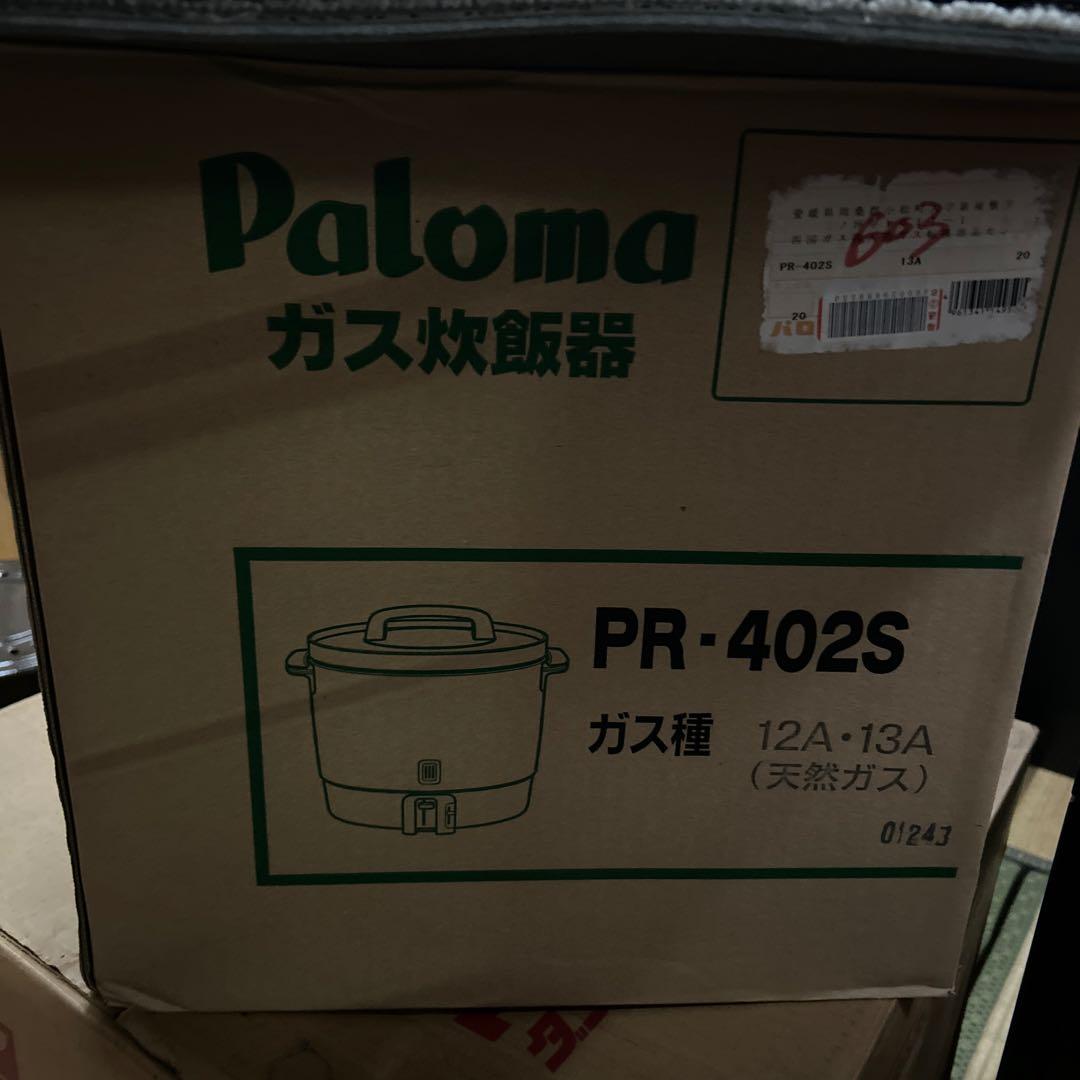 Paloma
ガス炊飯器
603
PR-402S 13A 20
20
パロ
PR-402S
ガス種 12A・13A
(天然ガス)
01243